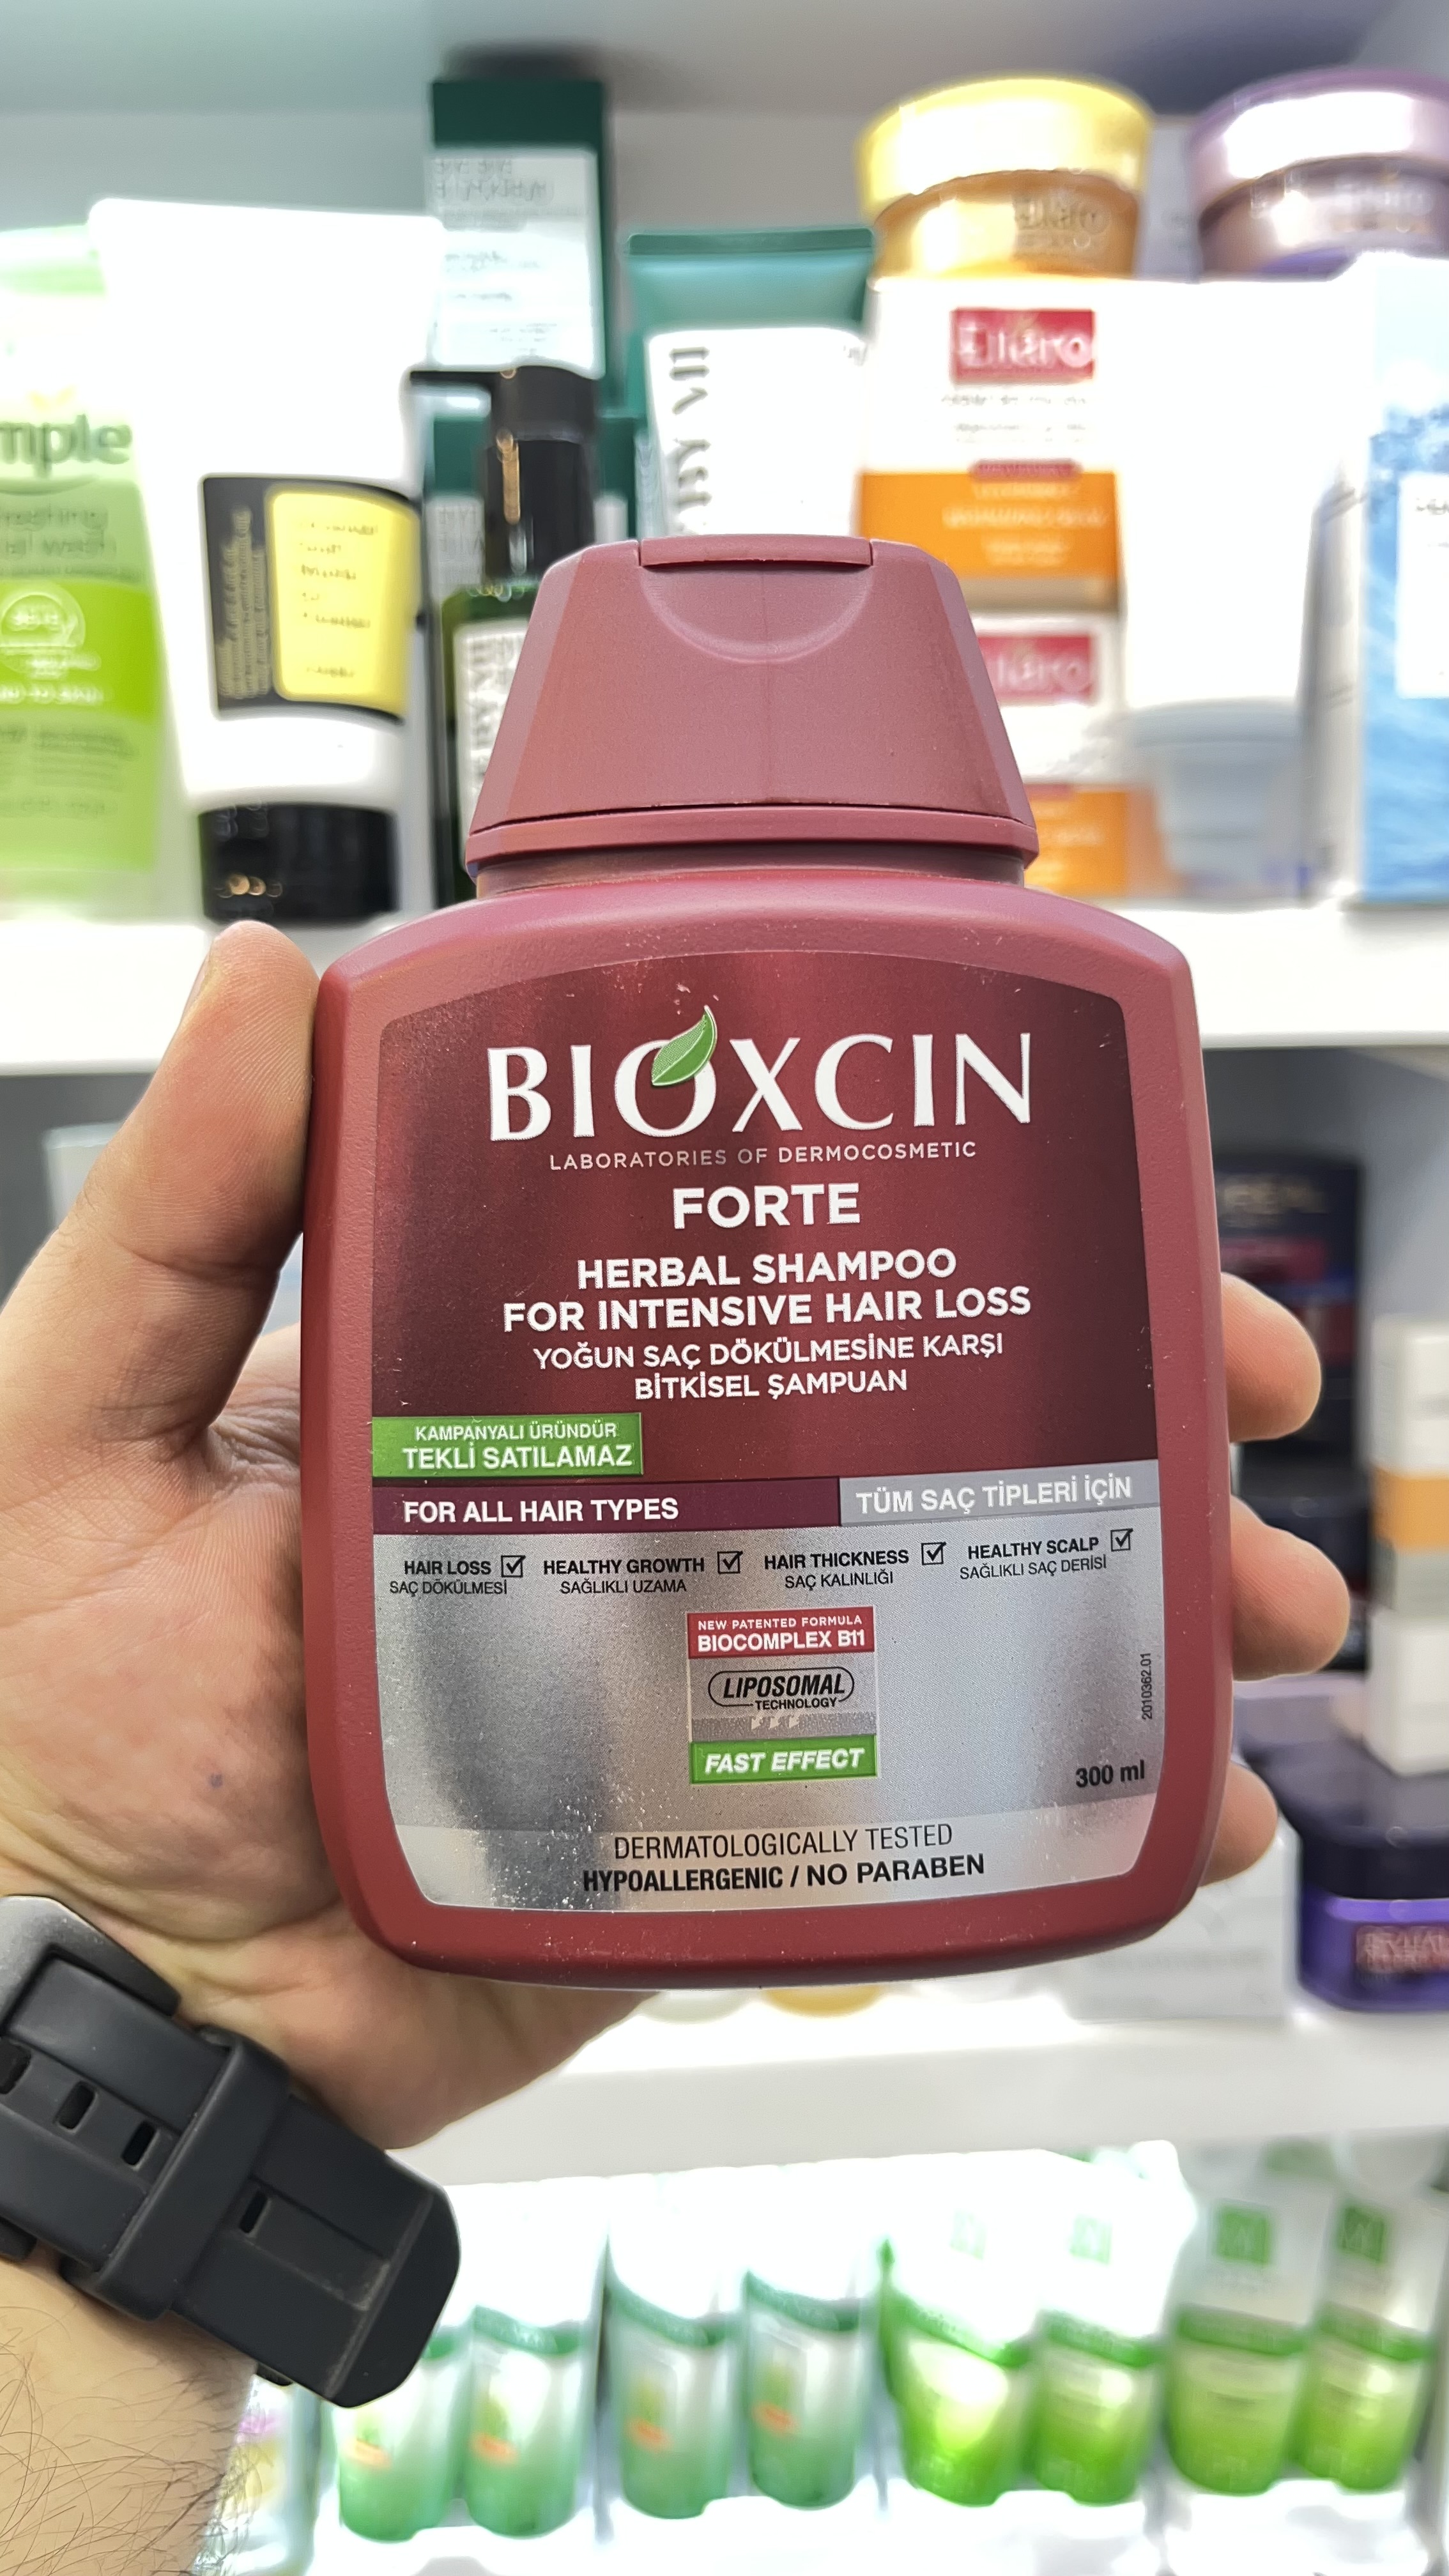 BIOXCIN
LABORATORIES OF DERMOCOSMETIC
FORTE
HERBAL SHAMPOO
FOR INTENSIVE HAIR LOSS
YOĞUN SAÇ DÖKÜLMESİNE KARŞI
BİTKİSEL ŞAMPUAN
KAMPANYALI ÜRÜNDÜR
TEKLİ SATILAMAZ
FOR ALL HAIR TYPES
TÜM SAÇ TİPLERİ İÇİN
HAIR LOSS
SAÇ DÖKÜLMESİ
HEALTHY GROWTH
SAĞLIKLI UZAMA
HAIR THICKNESS
SAÇ KALINLIĞI
HEALTHY SCALP
SAĞLIKLI SAÇ DERİSİ
NEW PATENTED FORMULA
BIOCOMPLEX B11
LIPOSOMAL
TECHNOLOGY
FAST EFFECT
2010362.01
300 ml
DERMATOLOGICALLY TESTED
HYPOALLERGENIC / NO PARABEN